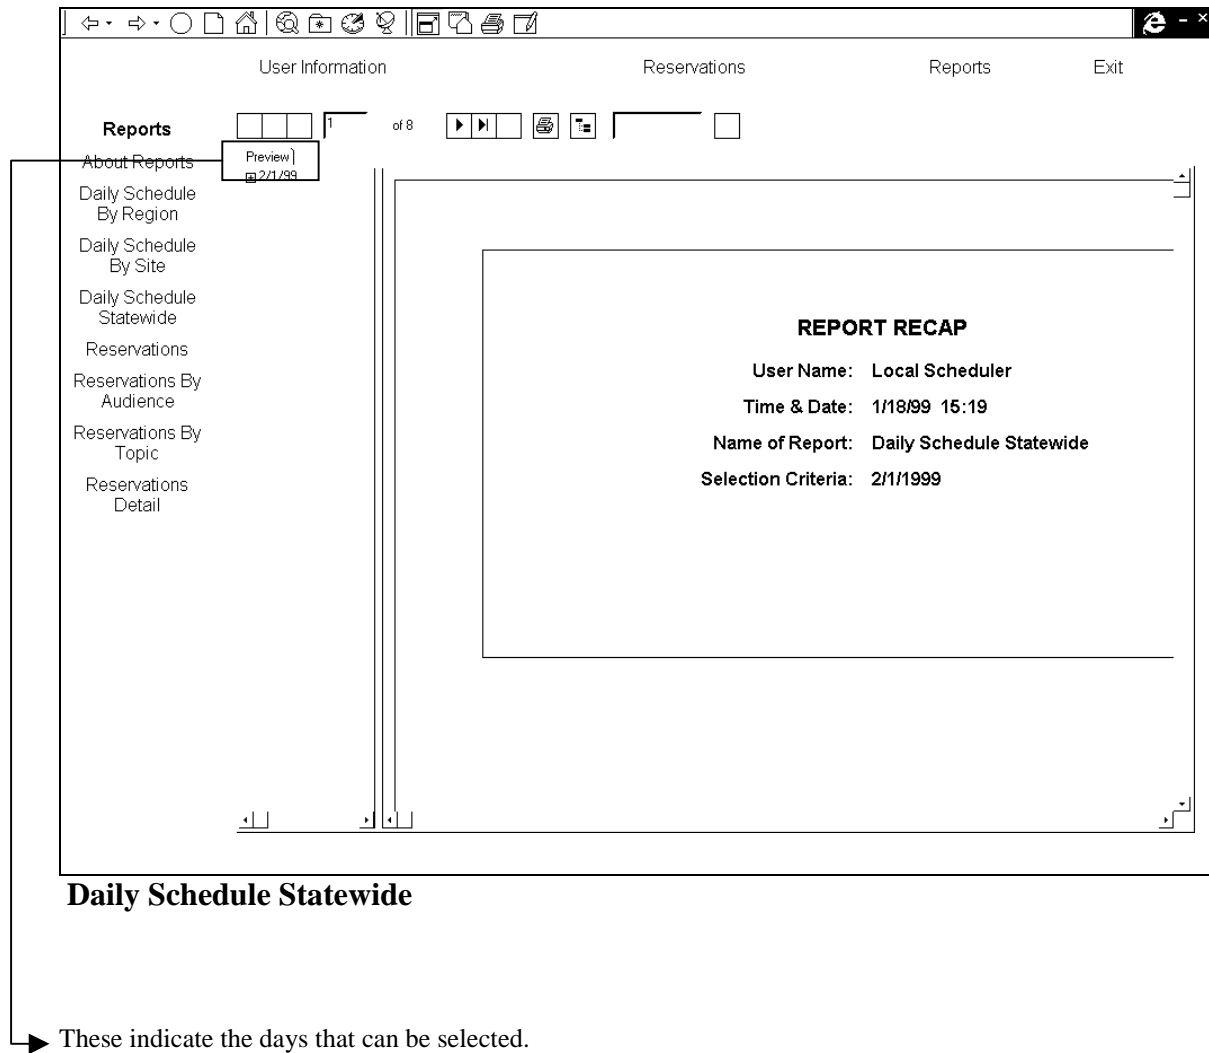 User Information Reservations Reports Exit
Reports
1 of 8
About Reports
Preview
2/1/99
Daily Schedule
By Region
Daily Schedule
By Site
Daily Schedule
Statewide
Reservations
Reservations By
Audience
Reservations By
Topic
Reservations
Detail
REPORT RECAP
User Name: Local Scheduler
Time & Date: 1/18/99 15:19
Name of Report: Daily Schedule Statewide
Selection Criteria: 2/1/1999
Daily Schedule Statewide
These indicate the days that can be selected.